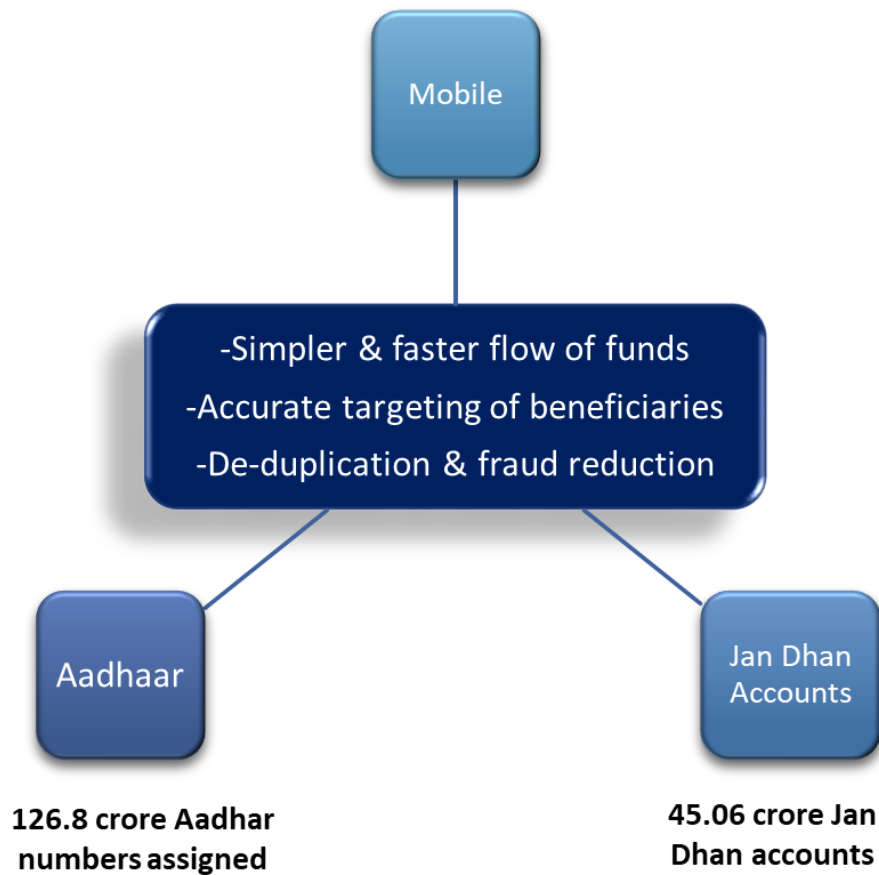 Mobile
-Simpler & faster flow of funds
-Accurate targeting of beneficiaries
-De-duplication & fraud reduction
Aadhaar
Jan Dhan
Accounts
126.8 crore Aadhar
numbers assigned
45.06 crore Jan
Dhan accounts